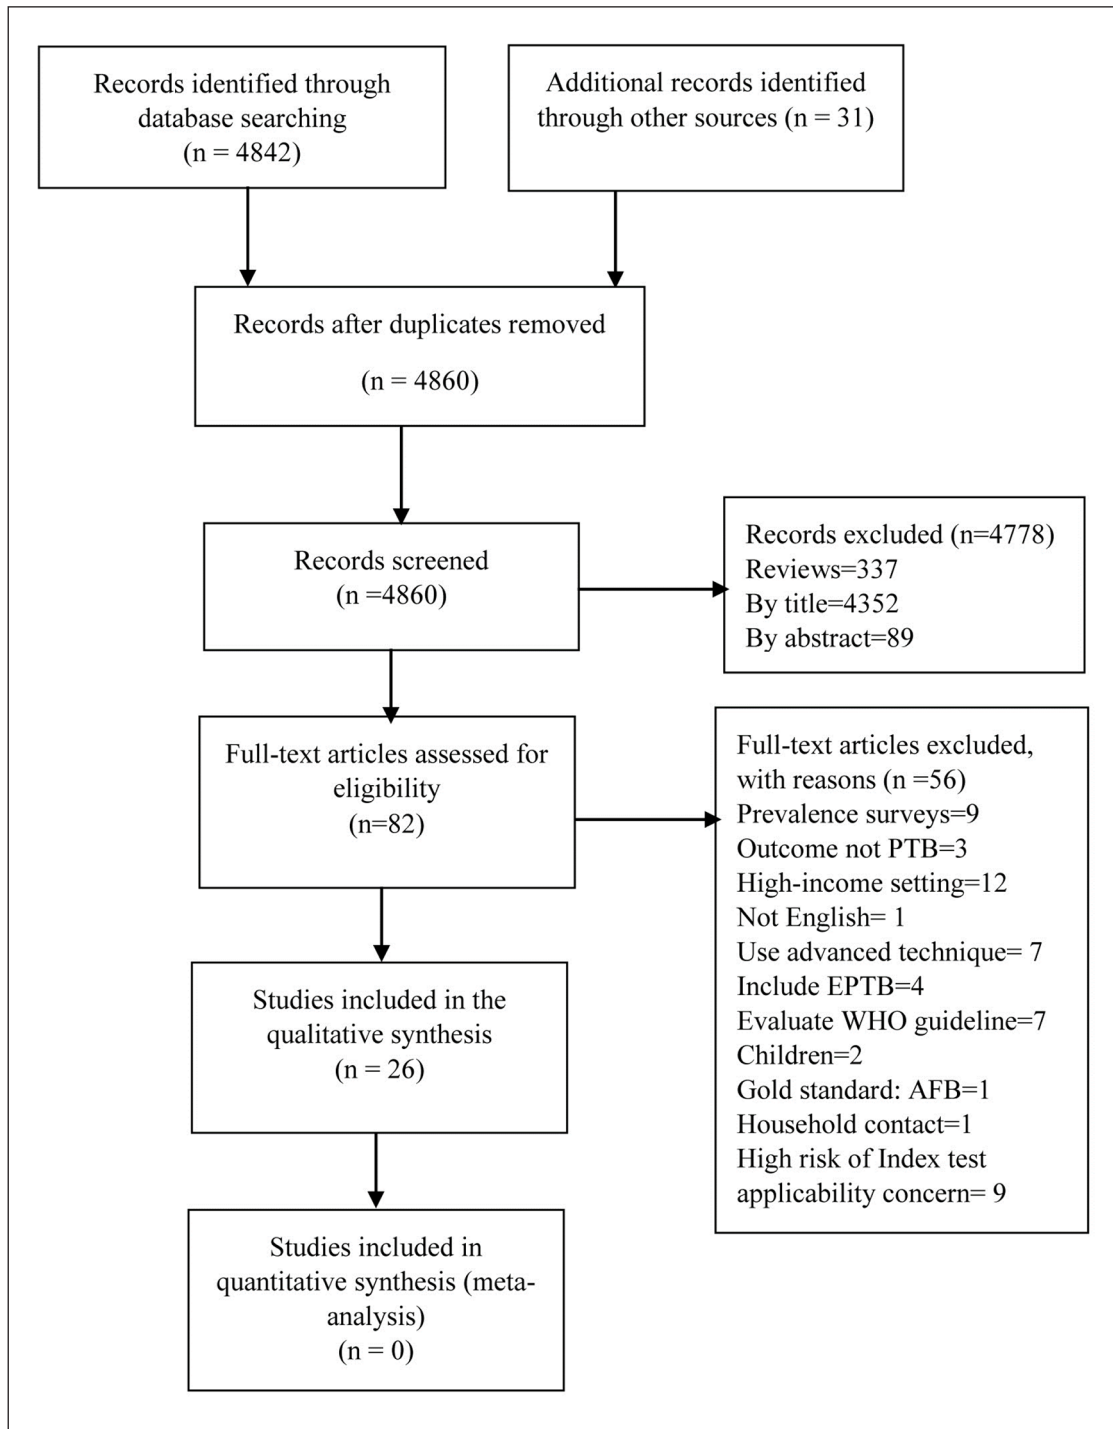 Records identified through
database searching
(n = 4842)
Additional records identified
through other sources (n = 31)
Records after duplicates removed
(n = 4860)
Records screened
(n =4860)
Records excluded (n=4778)
Reviews=337
By title=4352
By abstract=89
Full-text articles assessed for
eligibility
(n=82)
Full-text articles excluded,
with reasons (n =56)
Prevalence surveys=9
Outcome not PTB=3
High-income setting=12
Not English= 1
Use advanced technique= 7
Include EPTB=4
Evaluate WHO guideline=7
Children=2
Gold standard: AFB=1
Household contact=1
High risk of Index test
applicability concern= 9
Studies included in the
qualitative synthesis
(n = 26)
Studies included in
quantitative synthesis (meta-
analysis)
(n = 0)